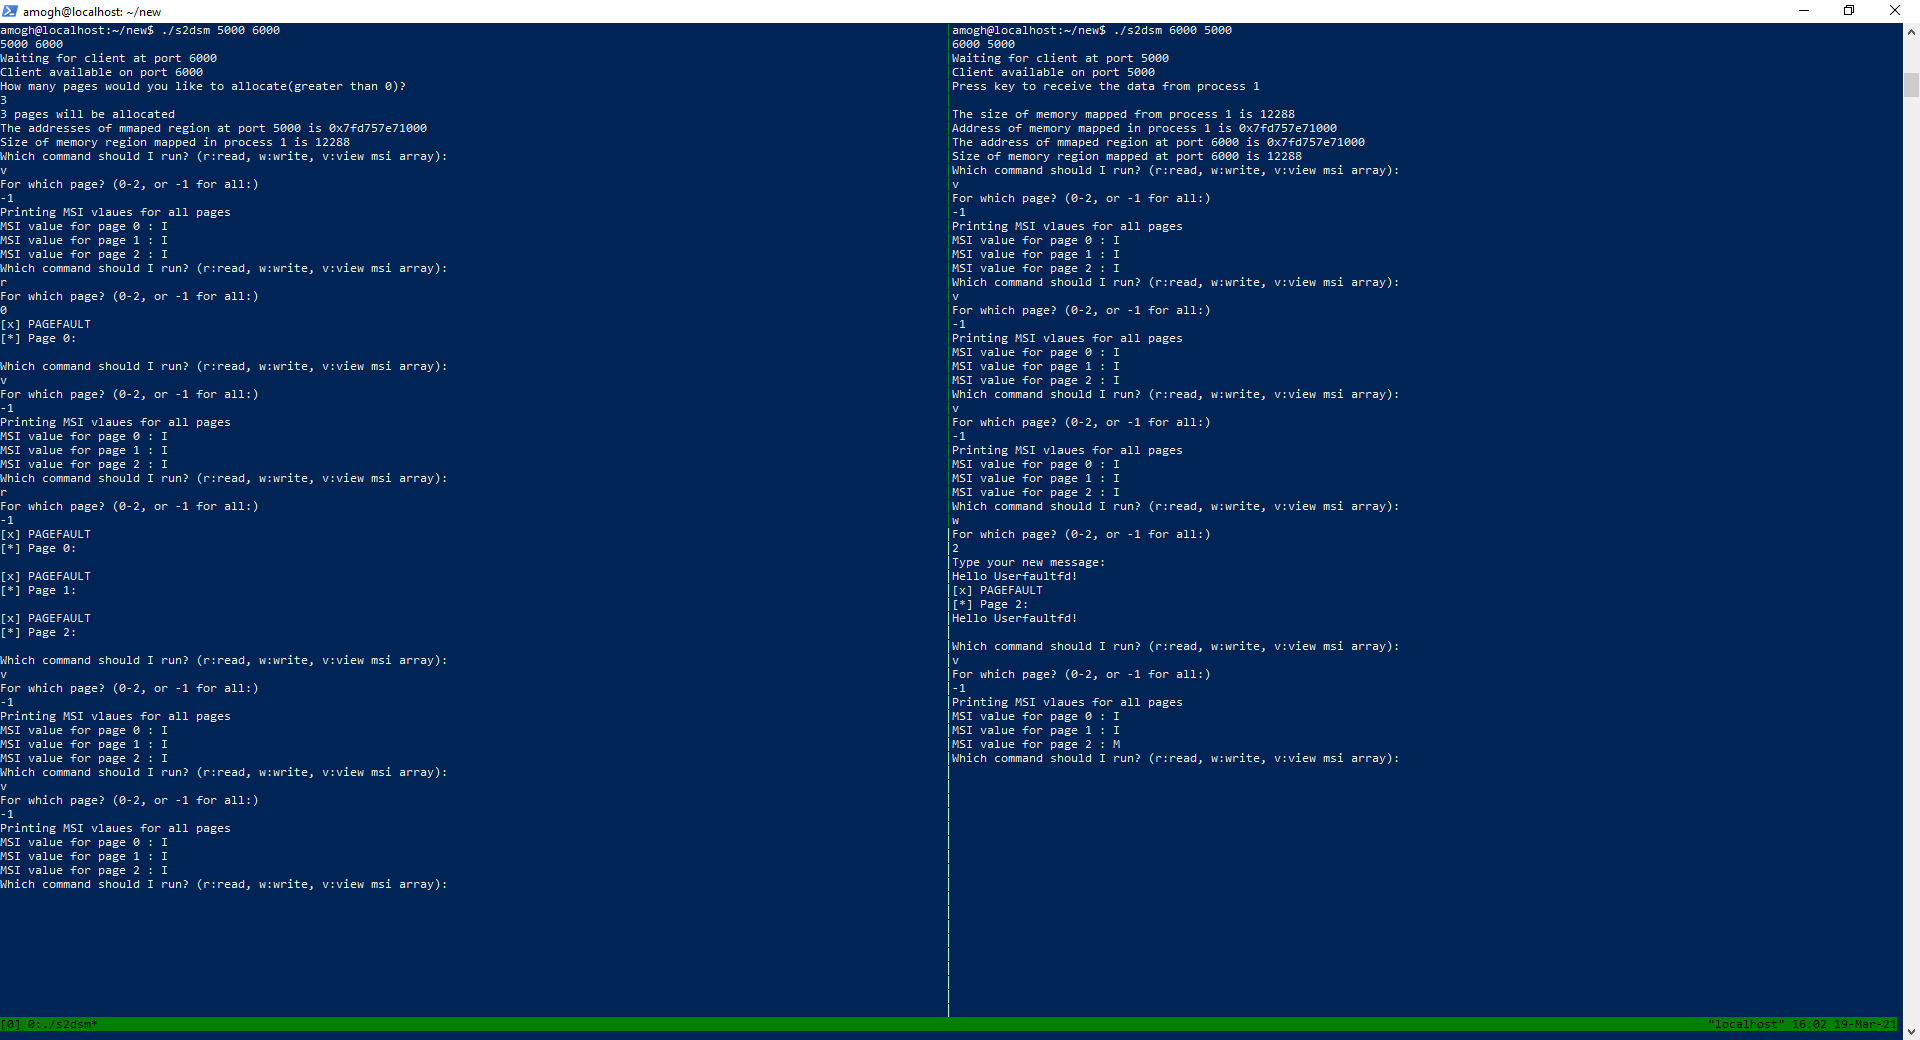 amogh@localhost: ~/new
amogh@localhost:~/new$ ./s2dsm 5000 6000
5000 6000
Waiting for client at port 6000
Client available on port 6000
How many pages would you like to allocate(greater than 0)?
3
3 pages will be allocated
The addresses of mmaped region at port 5000 is 0x7fd757e71000
Size of memory region mapped in process 1 is 12288
Which command should I run? (r:read, w:write, v:view msi array):
v
For which page? (0-2, or -1 for all:)
-1
Printing MSI vlaues for all pages
MSI value for page 0 : I
MSI value for page 1 : I
MSI value for page 2 : I
Which command should I run? (r:read, w:write, v:view msi array):
r
For which page? (0-2, or -1 for all:)
0
[x] PAGEFAULT
[*] Page 0:
Which command should I run? (r:read, w:write, v:view msi array):
v
For which page? (0-2, or -1 for all:)
-1
Printing MSI vlaues for all pages
MSI value for page 0 : I
MSI value for page 1 : I
MSI value for page 2 : I
Which command should I run? (r:read, w:write, v:view msi array):
r
For which page? (0-2, or -1 for all:)
-1
[x] PAGEFAULT
[*] Page 0:
[x] PAGEFAULT
[*] Page 1:
[x] PAGEFAULT
[*] Page 2:
Which command should I run? (r:read, w:write, v:view msi array):
v
For which page? (0-2, or -1 for all:)
-1
Printing MSI vlaues for all pages
MSI value for page 0 : I
MSI value for page 1 : I
MSI value for page 2 : I
Which command should I run? (r:read, w:write, v:view msi array):
v
For which page? (0-2, or -1 for all:)
-1
Printing MSI vlaues for all pages
MSI value for page 0 : I
MSI value for page 1 : I
MSI value for page 2 : I
Which command should I run? (r:read, w:write, v:view msi array):
amogh@localhost:~/new$ ./s2dsm 6000 5000
6000 5000
Waiting for client at port 5000
Client available on port 5000
Press key to receive the data from process 1
The size of memory mapped from process 1 is 12288
Address of memory mapped in process 1 is 0x7fd757e71000
The address of mmaped region at port 6000 is 0x7fd757e71000
Size of memory region mapped at port 6000 is 12288
Which command should I run? (r:read, w:write, v:view msi array):
v
For which page? (0-2, or -1 for all:)
-1
Printing MSI vlaues for all pages
MSI value for page 0 : I
MSI value for page 1 : I
MSI value for page 2 : I
Which command should I run? (r:read, w:write, v:view msi array):
v
For which page? (0-2, or -1 for all:)
-1
Printing MSI vlaues for all pages
MSI value for page 0 : I
MSI value for page 1 : I
MSI value for page 2 : I
Which command should I run? (r:read, w:write, v:view msi array):
v
For which page? (0-2, or -1 for all:)
-1
Printing MSI vlaues for all pages
MSI value for page 0 : I
MSI value for page 1 : I
MSI value for page 2 : I
Which command should I run? (r:read, w:write, v:view msi array):
w
For which page? (0-2, or -1 for all:)
2
Type your new message:
Hello Userfaultfd!
[x] PAGEFAULT
[*] Page 2:
Hello Userfaultfd!
Which command should I run? (r:read, w:write, v:view msi array):
v
For which page? (0-2, or -1 for all:)
-1
Printing MSI vlaues for all pages
MSI value for page 0 : I
MSI value for page 1 : I
MSI value for page 2 : M
Which command should I run? (r:read, w:write, v:view msi array):
[0] 0:./s2dsm* "localhost" 16:02 19-Mar-21